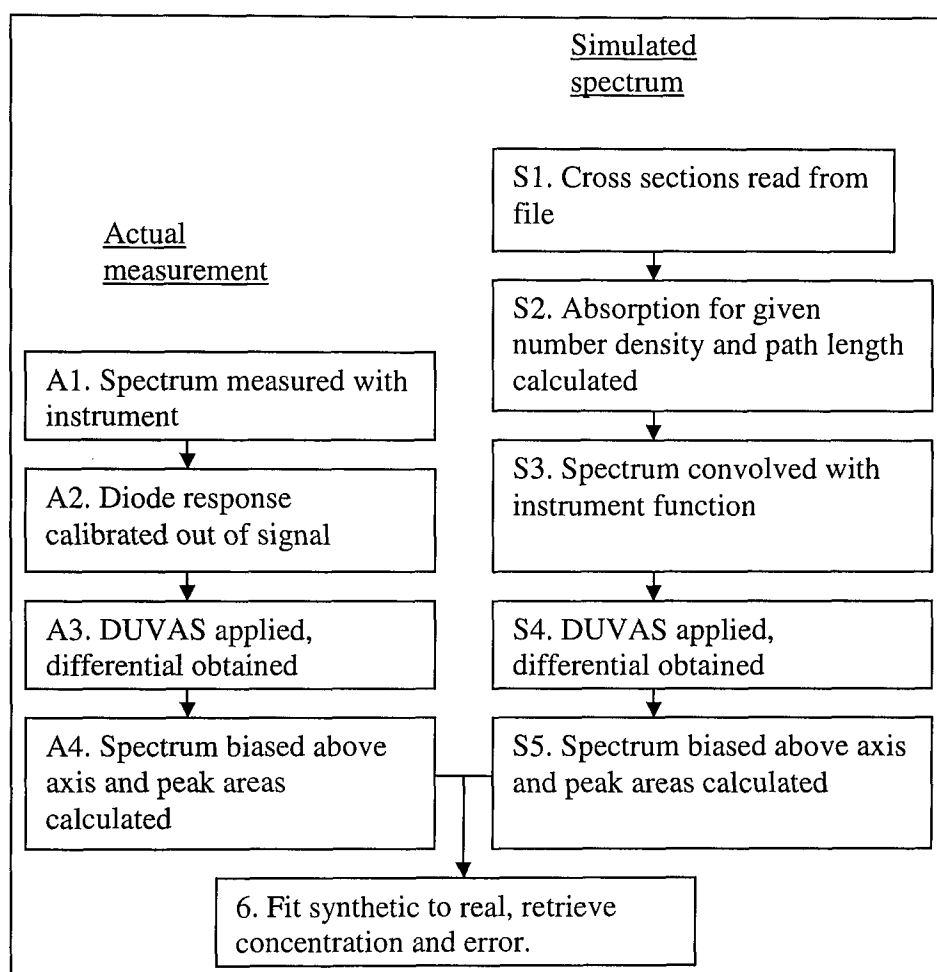 Simulated
spectrum
S1. Cross sections read from
file
Actual
measurement
S2. Absorption for given
number density and path length
calculated
A1. Spectrum measured with
instrument
S3. Spectrum convolved with
instrument function
A2. Diode response
calibrated out of signal
A3. DUVAS applied,
differential obtained
S4. DUVAS applied,
differential obtained
A4. Spectrum biased above
axis and peak areas
calculated
S5. Spectrum biased above axis
and peak areas calculated
6. Fit synthetic to real, retrieve
concentration and error.